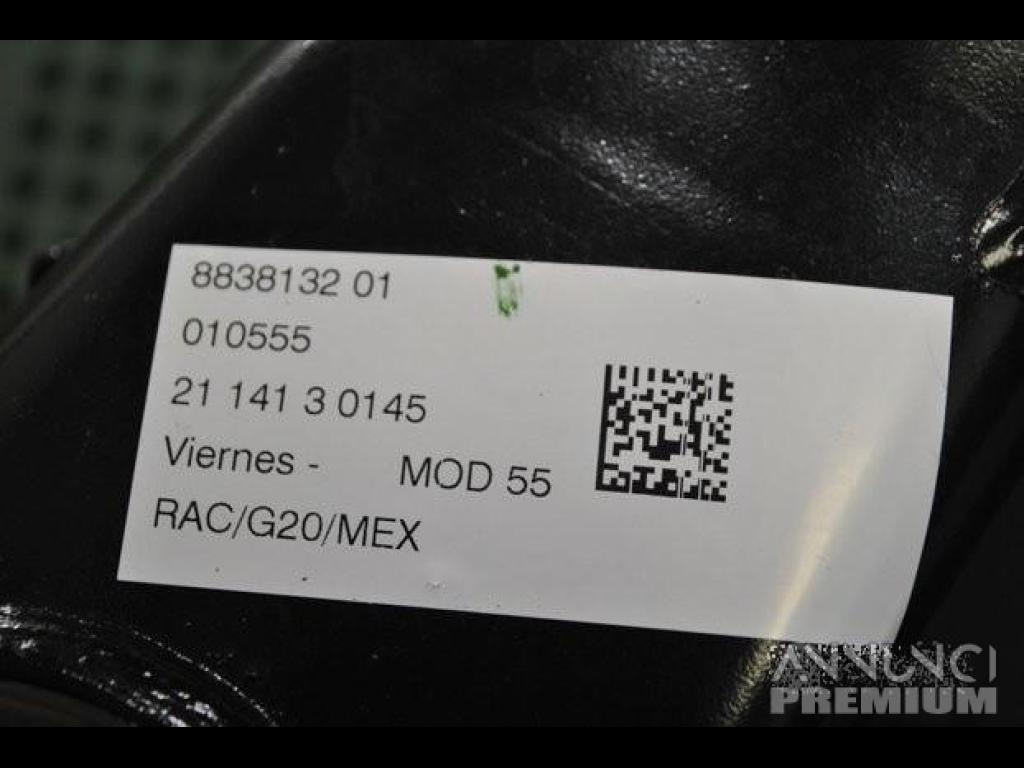 8838132 01
010555
21 141 3 0145
Viernes - MOD 55
RAC/G20/MEX
ANNUNCI
PREMIUM